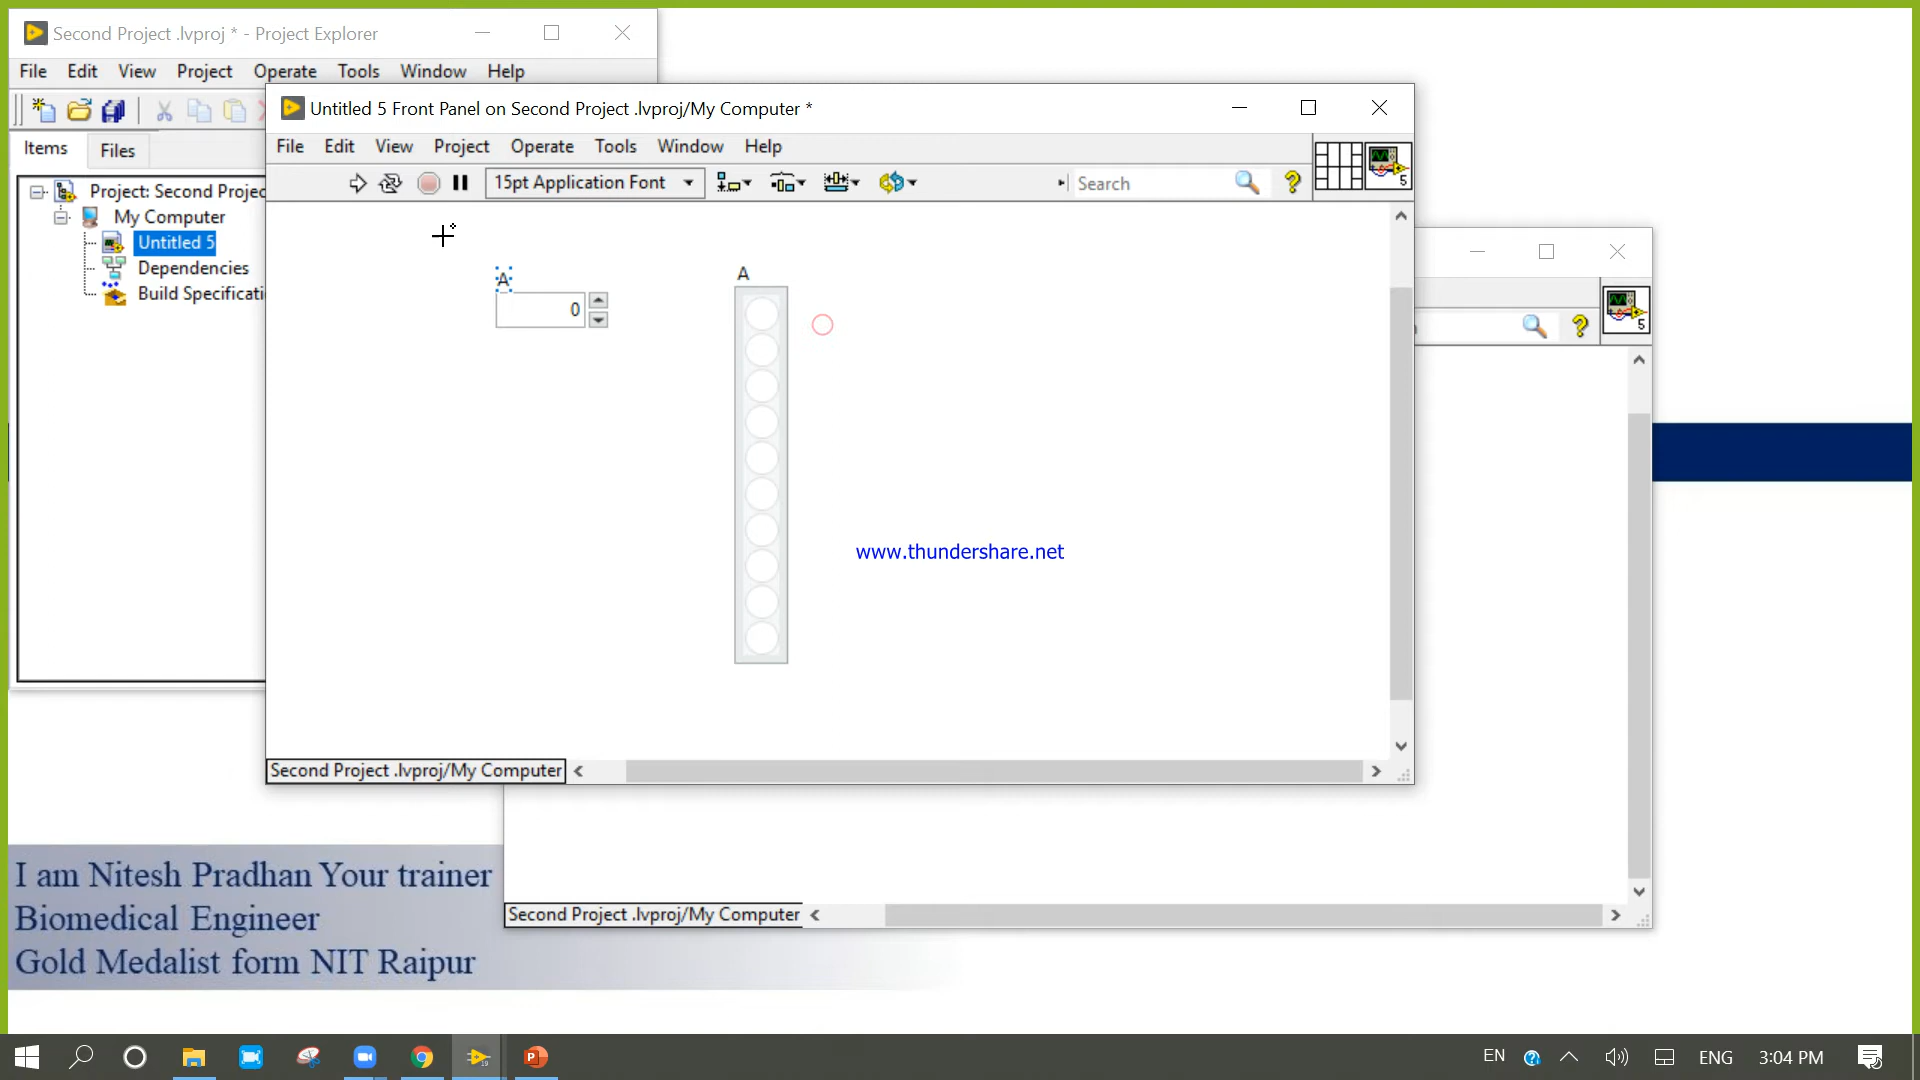 Second Project .lvproj * - Project Explorer
File Edit View Project Operate Tools Window Help
Items Files
Project: Second Projec
My Computer
Untitled 5
Dependencies
Build Specificati
Untitled 5 Front Panel on Second Project .lvproj/My Computer *
File Edit View Project Operate Tools Window Help
15pt Application Font
Search
?
5
A
0
A
www.thundershare.net
Second Project .lvproj/My Computer
?
5
Second Project .lvproj/My Computer
I am Nitesh Pradhan Your trainer
Biomedical Engineer
Gold Medalist form NIT Raipur
EN ENG 3:04 PM